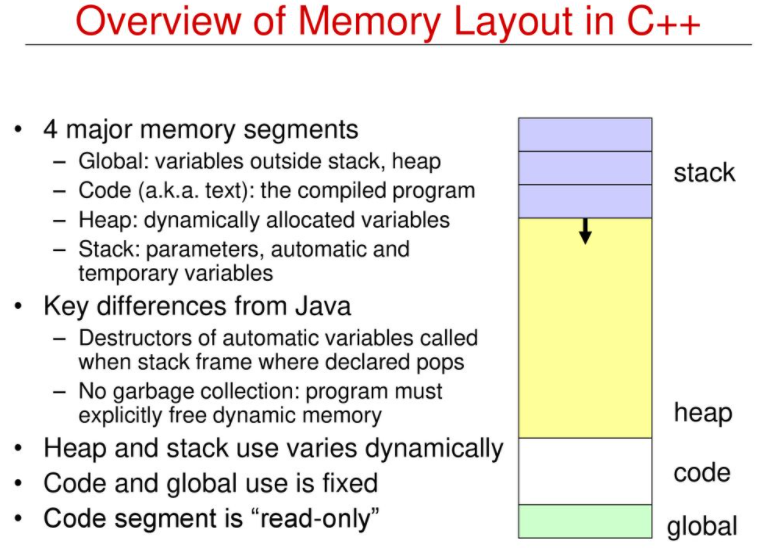 Overview of Memory Layout in C++
• 4 major memory segments
– Global: variables outside stack, heap
– Code (a.k.a. text): the compiled program
– Heap: dynamically allocated variables
– Stack: parameters, automatic and
temporary variables
• Key differences from Java
– Destructors of automatic variables called
when stack frame where declared pops
– No garbage collection: program must
explicitly free dynamic memory
• Heap and stack use varies dynamically
• Code and global use is fixed
• Code segment is “read-only”
stack
heap
code
global